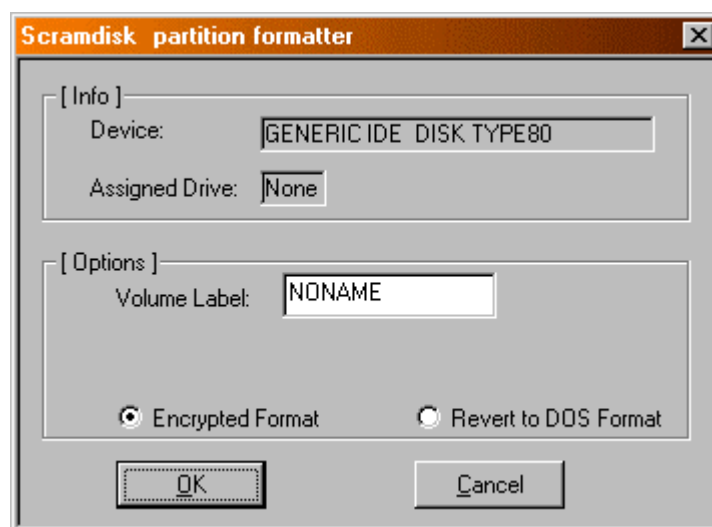 Scramdisk partition formatter
[ Info ]
Device: GENERIC IDE DISK TYPE80
Assigned Drive: None
[ Options ]
Volume Label: NONAME
Encrypted Format Revert to DOS Format
OK Cancel